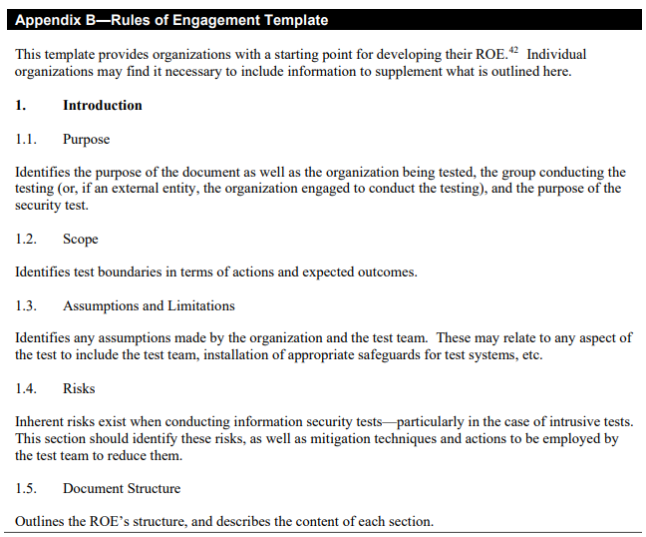 Appendix B—Rules of Engagement Template
This template provides organizations with a starting point for developing their ROE.42 Individual
organizations may find it necessary to include information to supplement what is outlined here.
1. Introduction
1.1. Purpose
Identifies the purpose of the document as well as the organization being tested, the group conducting the
testing (or, if an external entity, the organization engaged to conduct the testing), and the purpose of the
security test.
1.2. Scope
Identifies test boundaries in terms of actions and expected outcomes.
1.3. Assumptions and Limitations
Identifies any assumptions made by the organization and the test team. These may relate to any aspect of
the test to include the test team, installation of appropriate safeguards for test systems, etc.
1.4. Risks
Inherent risks exist when conducting information security tests—particularly in the case of intrusive tests.
This section should identify these risks, as well as mitigation techniques and actions to be employed by
the test team to reduce them.
1.5. Document Structure
Outlines the ROE’s structure, and describes the content of each section.